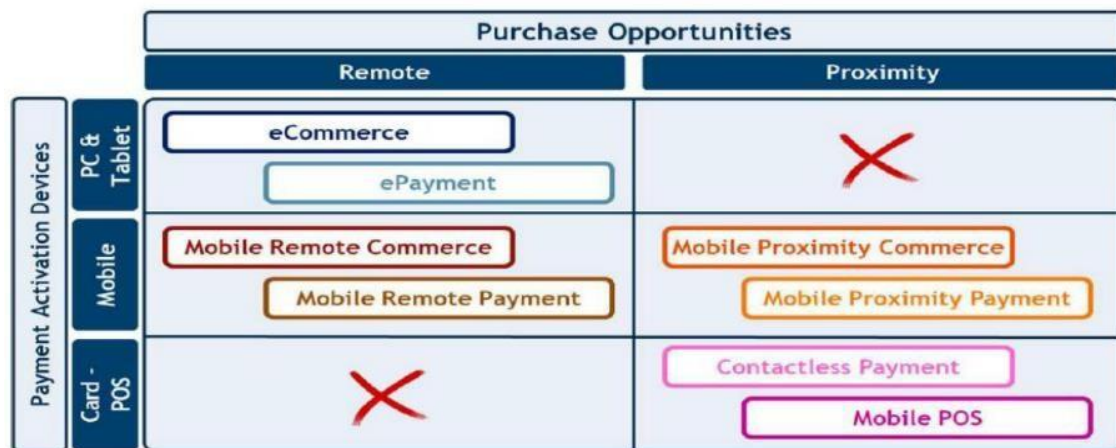 Purchase Opportunities
Remote
Proximity
Payment Activation Devices
PC &
Tablet
eCommerce
ePayment
Mobile
Mobile Remote Commerce
Mobile Remote Payment
Mobile Proximity Commerce
Mobile Proximity Payment
Card -
POS
Contactless Payment
Mobile POS